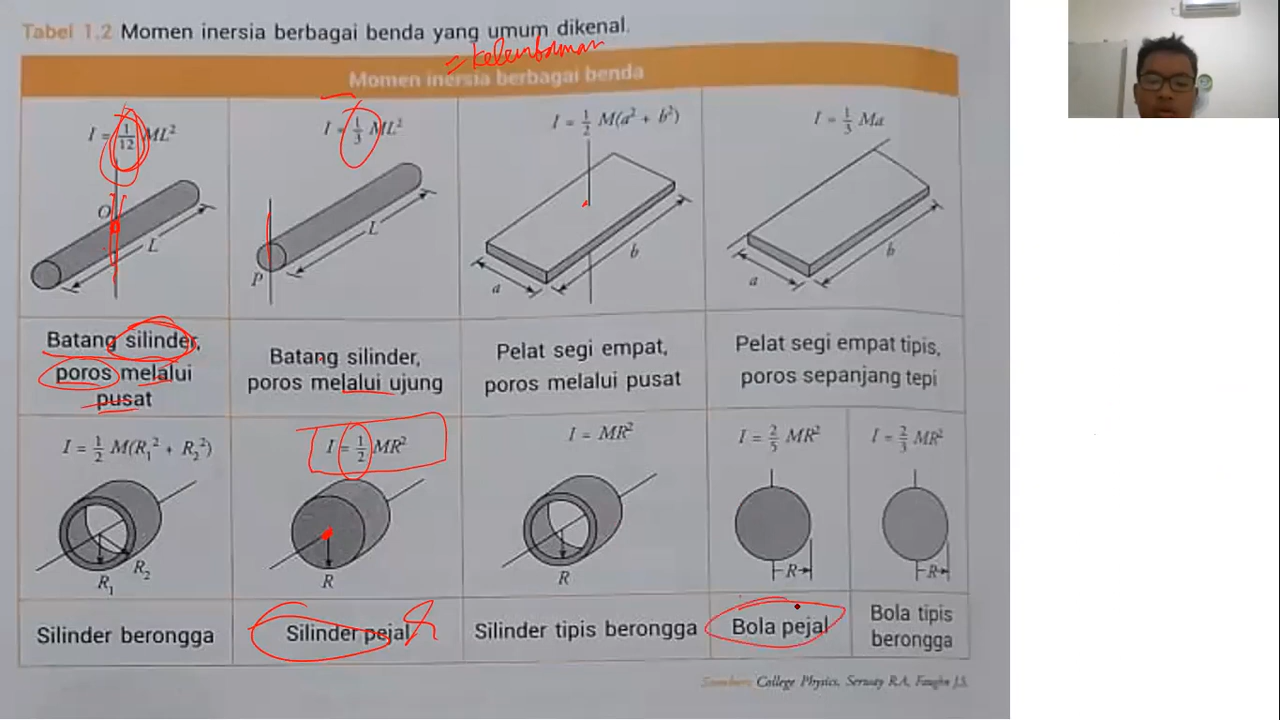 Tabel 1.2 Momen inersia berbagai benda yang umum dikenal.
= kelembaman
Momen inersia berbagai benda
I = 1/12 ML²
I = 1/3 ML²
I = 1/2 M(a² + b²)
I = 1/3 Ma
O
L
P
L
a
b
a
b
Batang silinder,
poros melalui
pusat
Batang silinder,
poros melalui ujung
Pelat segi empat,
poros melalui pusat
Pelat segi empat tipis,
poros sepanjang tepi
I = 1/2 M(R₁² + R₂²)
I = 1/2 MR²
I = MR²
I = 2/5 MR²
I = 2/3 MR²
R₁
R₂
R
R
R
R
Silinder berongga
Silinder pejal
Silinder tipis berongga
Bola pejal
Bola tipis
berongga
Sumber: College Physics, Serway R.A, Faughn J.S.